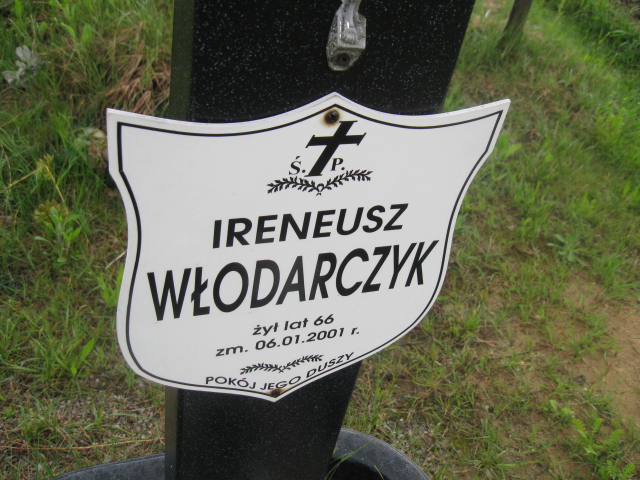 Ś. P.
IRENEUSZ
WŁODARCZYK
żył lat 66
zm. 06.01.2001 r.
POKÓJ JEGO DUSZY